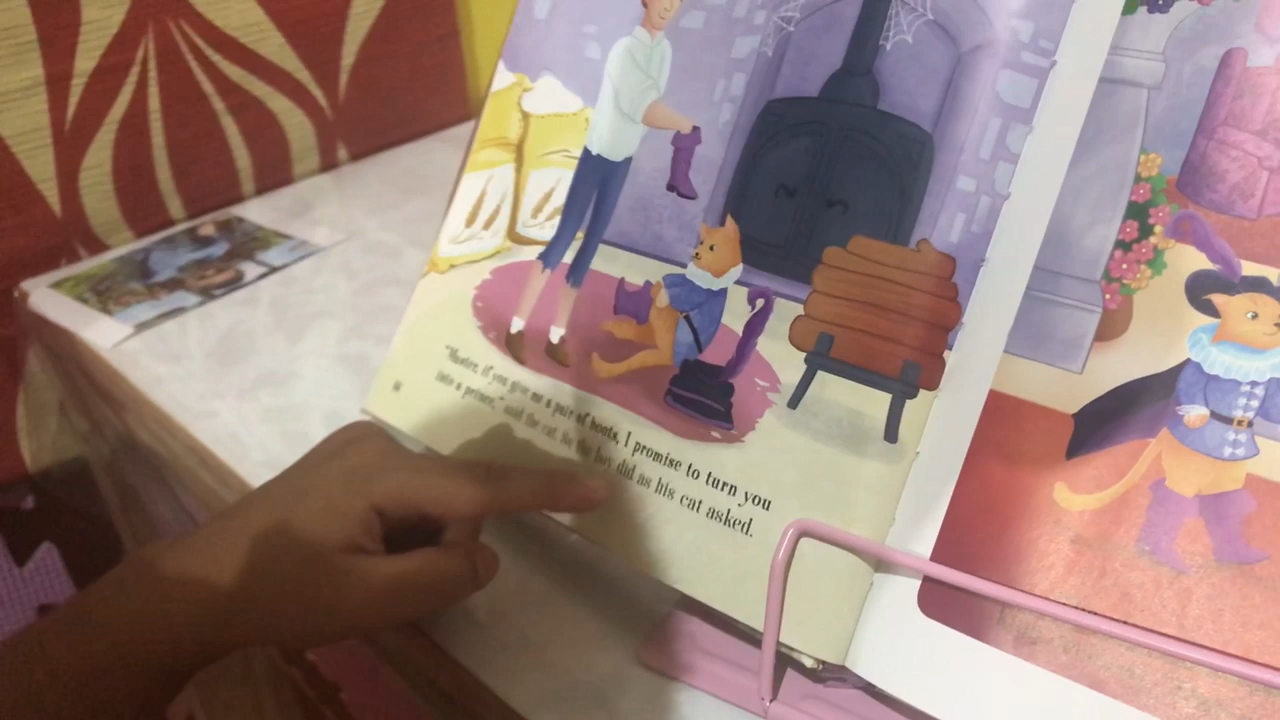 "Master, if you give me a pair of boots, I promise to turn you
into a prince," said the cat. So the boy did as his cat asked.